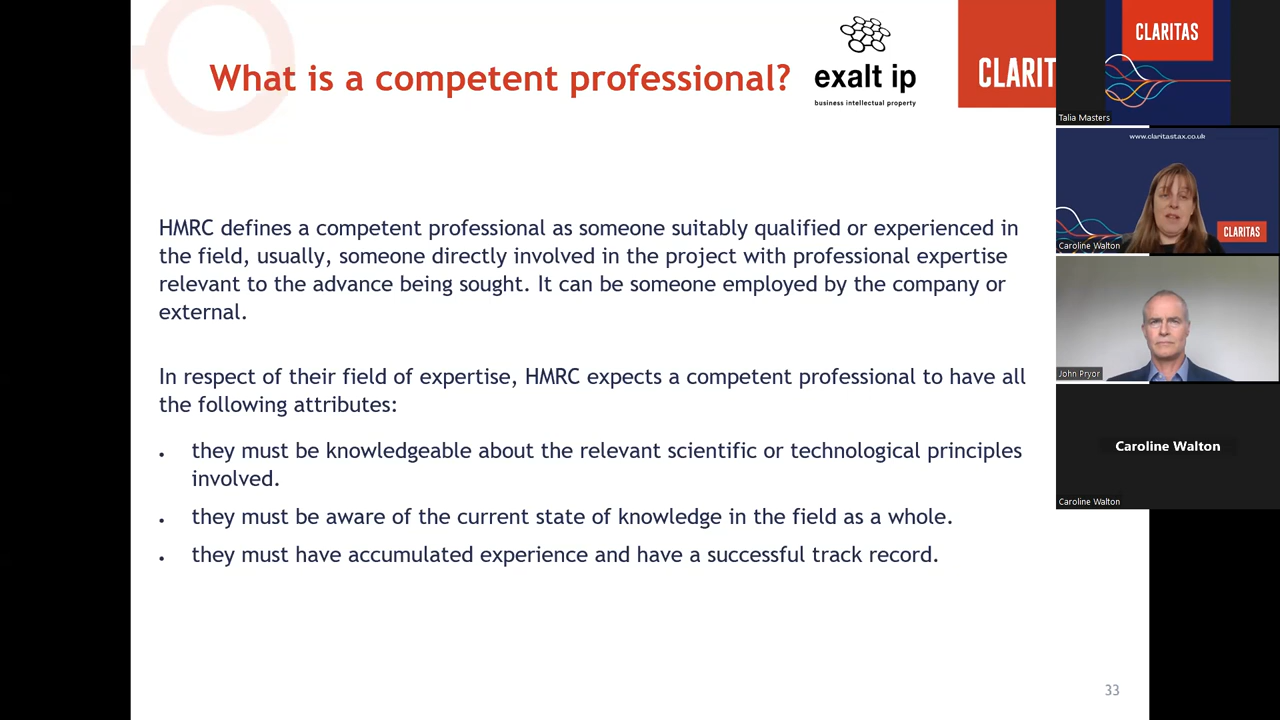 What is a competent professional?
exalt ip
business intellectual property
CLARIT
HMRC defines a competent professional as someone suitably qualified or experienced in
the field, usually, someone directly involved in the project with professional expertise
relevant to the advance being sought. It can be someone employed by the company or
external.
In respect of their field of expertise, HMRC expects a competent professional to have all
the following attributes:
• they must be knowledgeable about the relevant scientific or technological principles
involved.
• they must be aware of the current state of knowledge in the field as a whole.
• they must have accumulated experience and have a successful track record.
33
CLARITAS
Talia Masters
www.claritastax.co.uk
CLARITAS
Caroline Walton
John Pryor
Caroline Walton
Caroline Walton